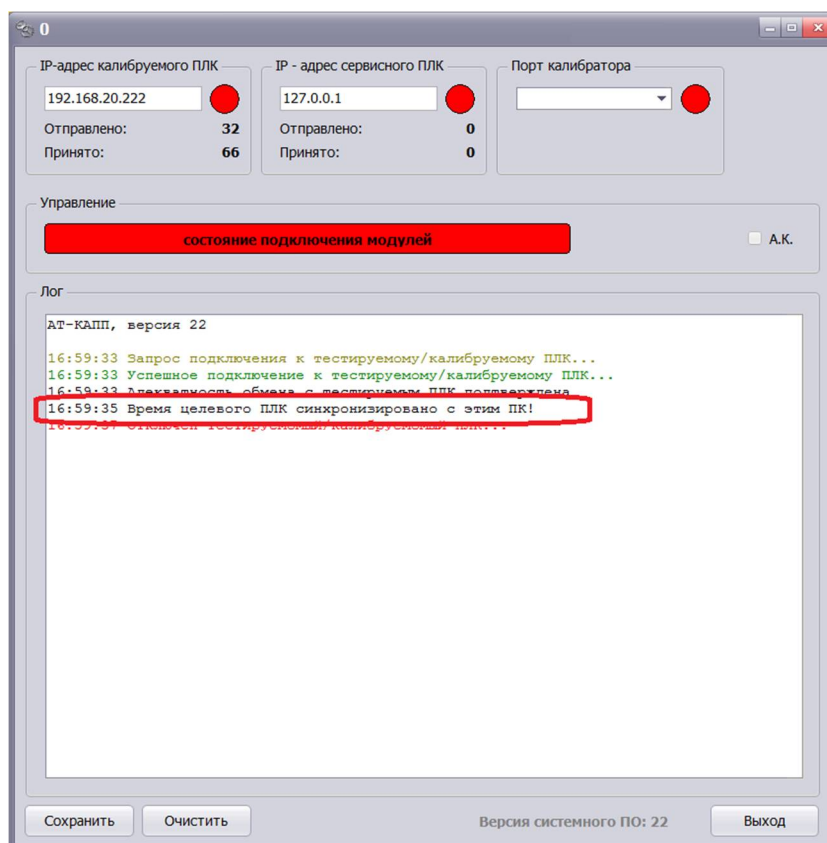 0
IP-адрес калибруемого ПЛК
192.168.20.222
Отправлено: 32
Принято: 66
IP - адрес сервисного ПЛК
127.0.0.1
Отправлено: 0
Принято: 0
Порт калибратора
Управление
состояние подключения модулей
А.К.
Лог
АТ-КАПП, версия 22
16:59:33 Запрос подключения к тестируемому/калибруемому ПЛК...
16:59:33 Успешное подключение к тестируемому/калибруемому ПЛК...
16:59:33 Адекватность обмена с тестируемым ПЛК подтверждена
16:59:35 Время целевого ПЛК синхронизировано с этим ПК!
16:59:37 Отключен тестируемый/калибруемый ПЛК...
Сохранить
Очистить
Версия системного ПО: 22
Выход